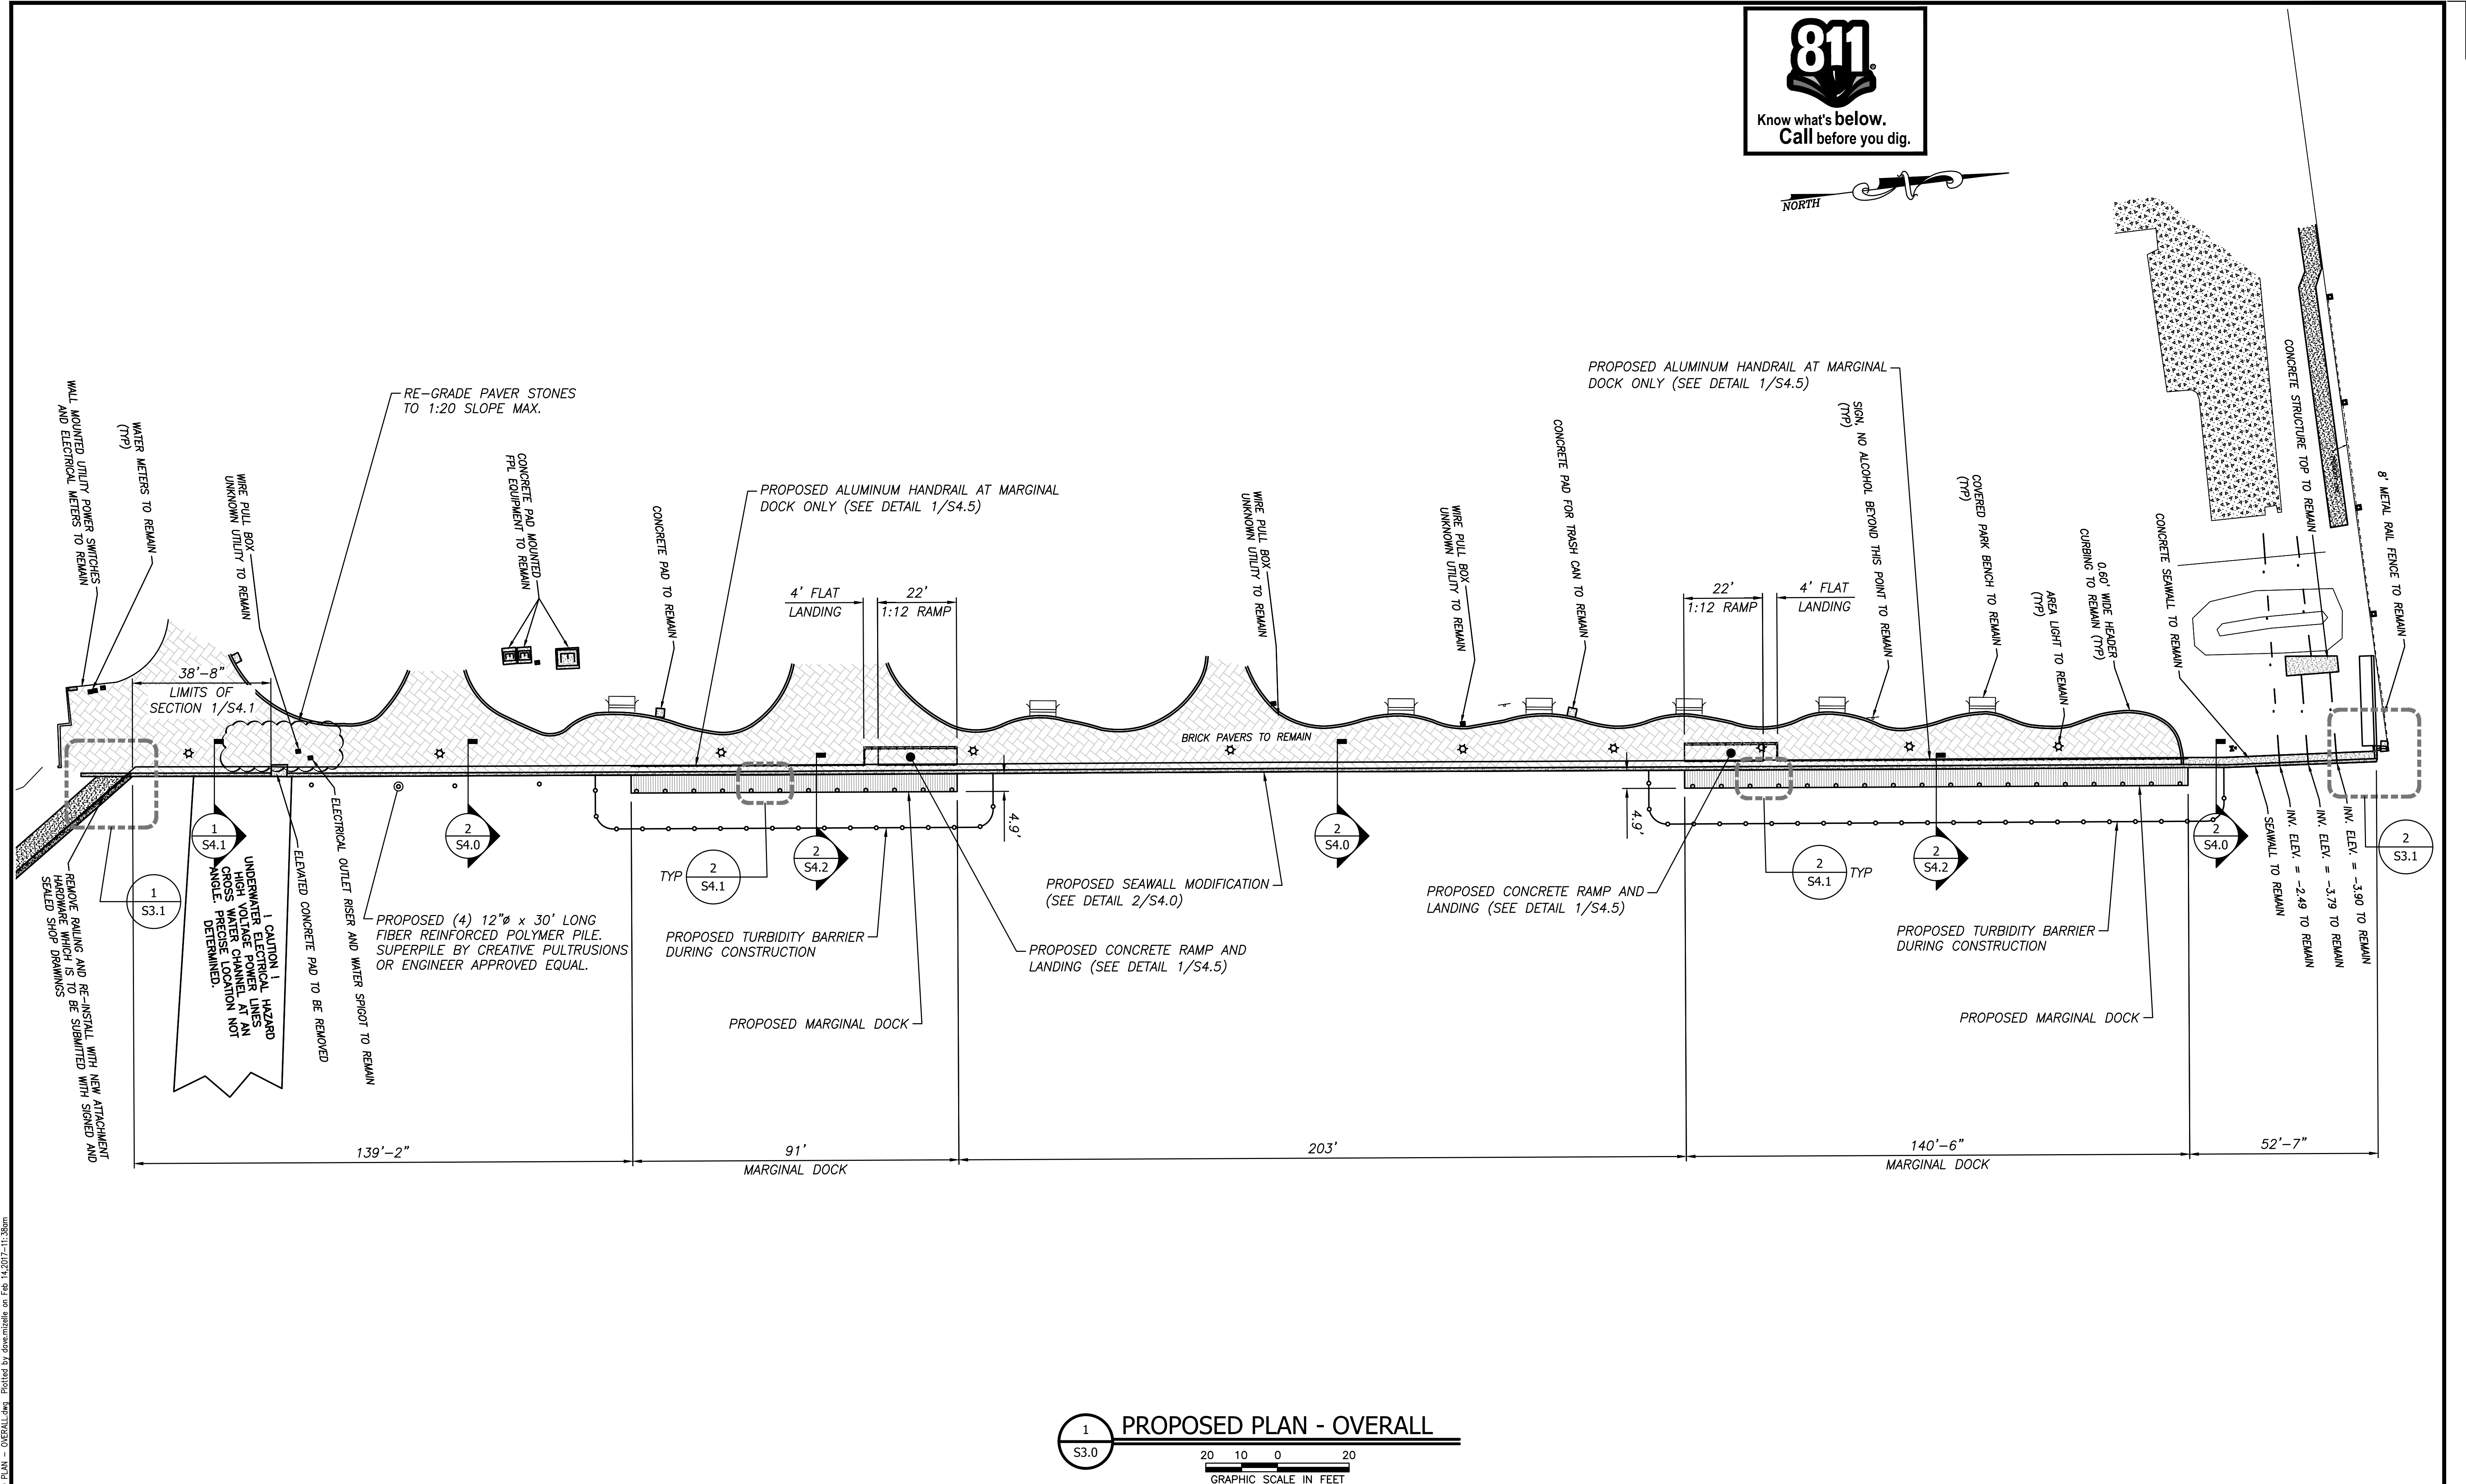 811
Know what's below.
Call before you dig.
NORTH
WALL MOUNTED UTILITY POWER SWITCHES
AND ELECTRICAL METERS TO REMAIN
WATER METERS TO REMAIN
(TYP)
WIRE PULL BOX
UNKNOWN UTILITY TO REMAIN
RE-GRADE PAVER STONES
TO 1:20 SLOPE MAX.
CONCRETE PAD MOUNTED
FPL EQUIPMENT TO REMAIN
CONCRETE PAD TO REMAIN
PROPOSED ALUMINUM HANDRAIL AT MARGINAL
DOCK ONLY (SEE DETAIL 1/S4.5)
4' FLAT
LANDING
22'
1:12 RAMP
WIRE PULL BOX
UNKNOWN UTILITY TO REMAIN
WIRE PULL BOX
UNKNOWN UTILITY TO REMAIN
CONCRETE PAD FOR TRASH CAN TO REMAIN
PROPOSED ALUMINUM HANDRAIL AT MARGINAL
DOCK ONLY (SEE DETAIL 1/S4.5)
22'
1:12 RAMP
4' FLAT
LANDING
SIGN, NO ALCOHOL BEYOND THIS POINT TO REMAIN
(TYP)
COVERED PARK BENCH TO REMAIN
(TYP)
AREA LIGHT TO REMAIN
(TYP)
0.60' WIDE HEADER
CURBING TO REMAIN (TYP)
CONCRETE SEAWALL TO REMAIN
CONCRETE STRUCTURE TOP TO REMAIN
8' METAL RAIL FENCE TO REMAIN
38'-8"
LIMITS OF
SECTION 1/S4.1
BRICK PAVERS TO REMAIN
1
S3.1
REMOVE RAILING AND RE-INSTALL WITH NEW ATTACHMENT
HARDWARE WHICH IS TO BE SUBMITTED WITH SIGNED AND
SEALED SHOP DRAWINGS
1
S4.1
! CAUTION !
UNDERWATER ELECTRICAL HAZARD
HIGH VOLTAGE POWER LINES
CROSS WATER CHANNEL AT AN
ANGLE. PRECISE LOCATION NOT
DETERMINED.
ELEVATED CONCRETE PAD TO BE REMOVED
ELECTRICAL OUTLET RISER AND WATER SPIGOT TO REMAIN
2
S4.0
PROPOSED (4) 12"ø x 30' LONG
FIBER REINFORCED POLYMER PILE.
SUPERPILE BY CREATIVE PULTRUSIONS
OR ENGINEER APPROVED EQUAL.
TYP
2
S4.1
2
S4.2
4.9'
PROPOSED TURBIDITY BARRIER
DURING CONSTRUCTION
PROPOSED CONCRETE RAMP AND
LANDING (SEE DETAIL 1/S4.5)
PROPOSED MARGINAL DOCK
PROPOSED SEAWALL MODIFICATION
(SEE DETAIL 2/S4.0)
2
S4.0
4.9'
PROPOSED CONCRETE RAMP AND
LANDING (SEE DETAIL 1/S4.5)
2
S4.1
TYP
2
S4.2
PROPOSED TURBIDITY BARRIER
DURING CONSTRUCTION
PROPOSED MARGINAL DOCK
2
S4.0
SEAWALL TO REMAIN
INV. ELEV. = -2.49 TO REMAIN
INV. ELEV. = -3.79 TO REMAIN
INV. ELEV. = -3.90 TO REMAIN
2
S3.1
139'-2"
91'
MARGINAL DOCK
203'
140'-6"
MARGINAL DOCK
52'-7"
1
S3.0
PROPOSED PLAN - OVERALL
20 10 0 20
GRAPHIC SCALE IN FEET
PLAN - OVERALL.dwg Plotted by dave.mizelle on Feb 14,2017-11:38am